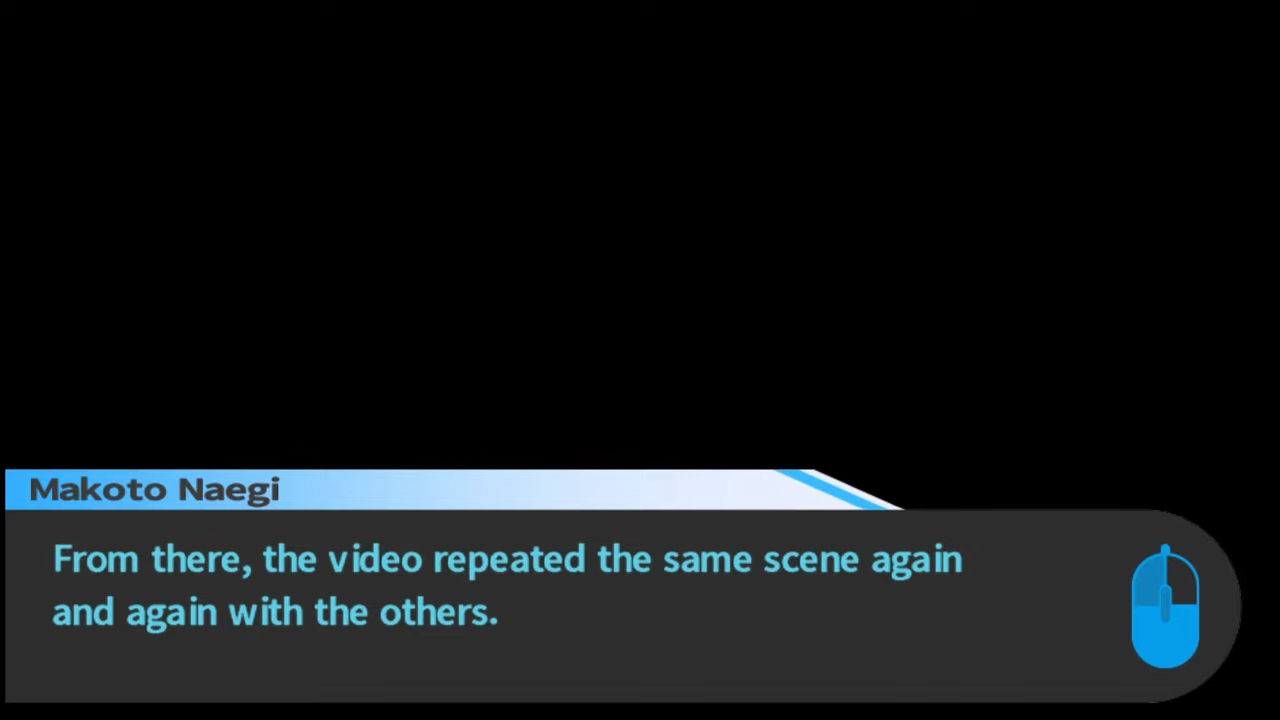 Makoto Naegi
From there, the video repeated the same scene again
and again with the others.